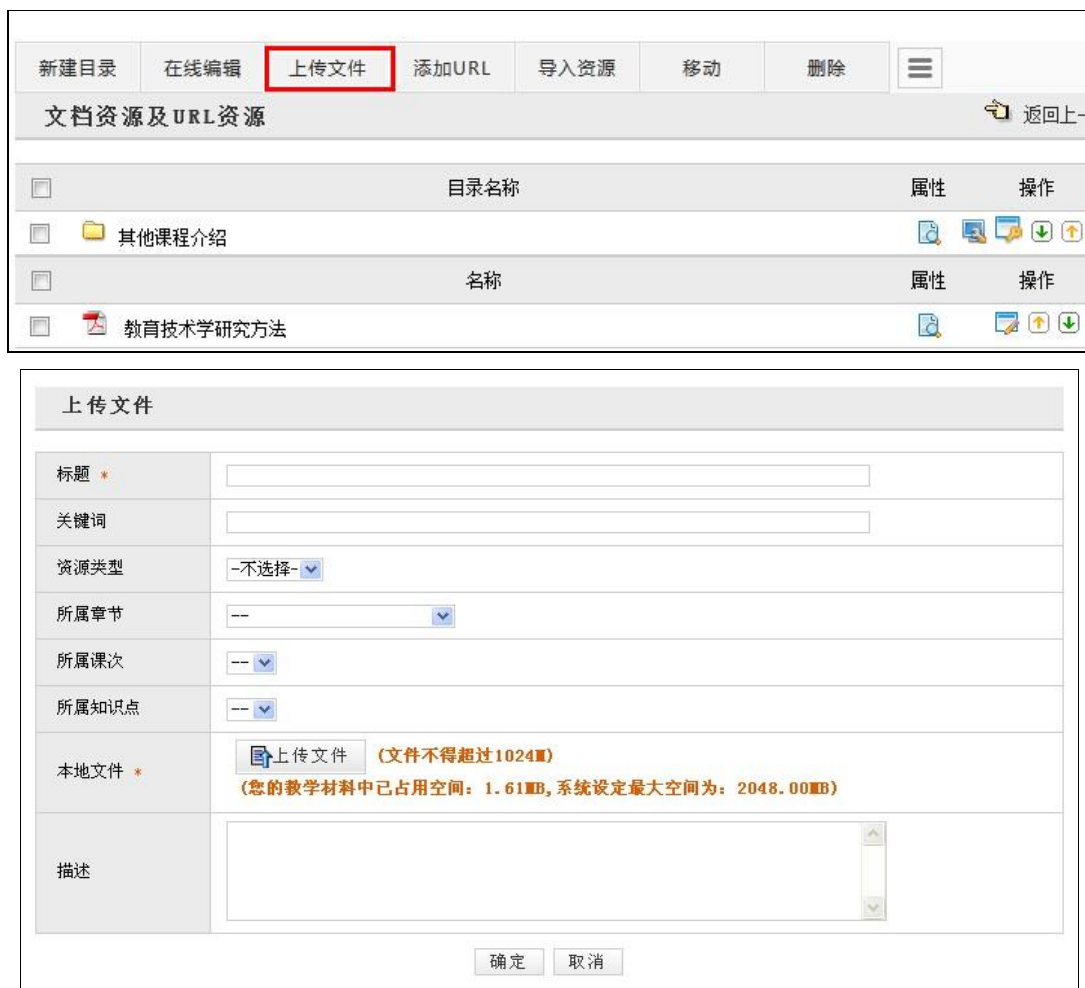 新建目录 在线编辑 上传文件 添加URL 导入资源 移动 删除
文档资源及URL资源 返回上一
目录名称 属性 操作
其他课程介绍
名称 属性 操作
教育技术学研究方法
上传文件
标题 *
关键词
资源类型 -不选择-
所属章节 --
所属课次 --
所属知识点 --
本地文件 * 上传文件 (文件不得超过1024M)
(您的教学材料中已占用空间: 1.61MB,系统设定最大空间为: 2048.00MB)
描述
确定 取消